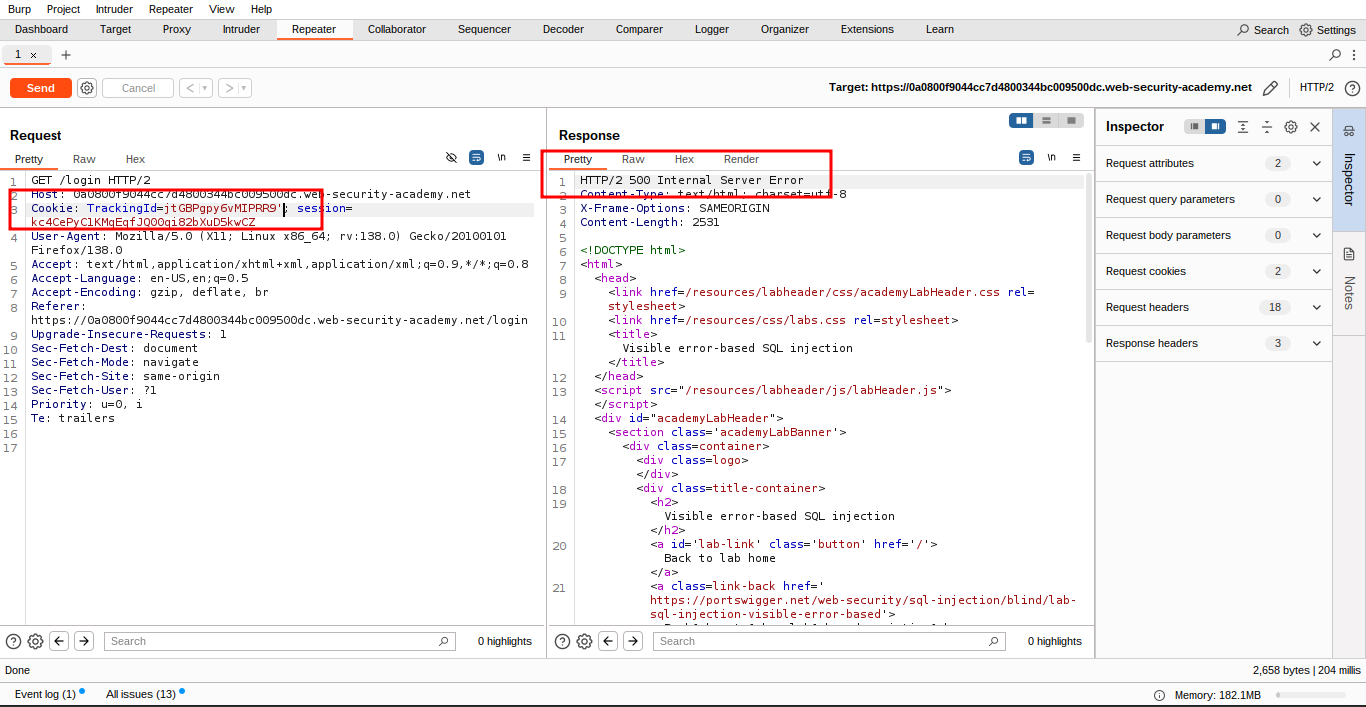 Burp Project Intruder Repeater View Help
Dashboard Target Proxy Intruder Repeater Collaborator Sequencer Decoder Comparer Logger Organizer Extensions Learn Search Settings
1 × +
Send Cancel < > Target: https://0a0800f9044cc7d4800344bc009500dc.web-security-academy.net HTTP/2
Request
Pretty Raw Hex \n
1 GET /login HTTP/2
2 Host: 0a0800f9044cc7d4800344bc009500dc.web-security-academy.net
3 Cookie: TrackingId=jtGBPgpy6vMIPRR9'; session=
kc4CePyC1KMqEqfJQO0qi82bXuD5kwCZ
4 User-Agent: Mozilla/5.0 (X11; Linux x86_64; rv:138.0) Gecko/20100101
Firefox/138.0
5 Accept: text/html,application/xhtml+xml,application/xml;q=0.9,*/*;q=0.8
6 Accept-Language: en-US,en;q=0.5
7 Accept-Encoding: gzip, deflate, br
8 Referer:
https://0a0800f9044cc7d4800344bc009500dc.web-security-academy.net/login
9 Upgrade-Insecure-Requests: 1
10 Sec-Fetch-Dest: document
11 Sec-Fetch-Mode: navigate
12 Sec-Fetch-Site: same-origin
13 Sec-Fetch-User: ?1
14 Priority: u=0, i
15 Te: trailers
16
17
Search 0 highlights
Response
Pretty Raw Hex Render \n
1 HTTP/2 500 Internal Server Error
2 Content-Type: text/html; charset=utf-8
3 X-Frame-Options: SAMEORIGIN
4 Content-Length: 2531
5
6 <!DOCTYPE html>
7 <html>
8 <head>
9 <link href=/resources/labheader/css/academyLabHeader.css rel=
stylesheet>
10 <link href=/resources/css/labs.css rel=stylesheet>
11 <title>
Visible error-based SQL injection
</title>
12 </head>
13 <script src="/resources/labheader/js/labHeader.js">
</script>
14 <div id="academyLabHeader">
15 <section class='academyLabBanner'>
16 <div class=container>
17 <div class=logo>
</div>
18 <div class=title-container>
19 <h2>
Visible error-based SQL injection
</h2>
20 <a id='lab-link' class='button' href='/'>
Back to lab home
</a>
21 <a class=link-back href='
https://portswigger.net/web-security/sql-injection/blind/lab-
sql-injection-visible-error-based'>
Search 0 highlights
Inspector
Request attributes 2
Request query parameters 0
Request body parameters 0
Request cookies 2
Request headers 18
Response headers 3
Inspector
Notes
Done 2,658 bytes | 204 millis
Event log (1) All issues (13) Memory: 182.1MB